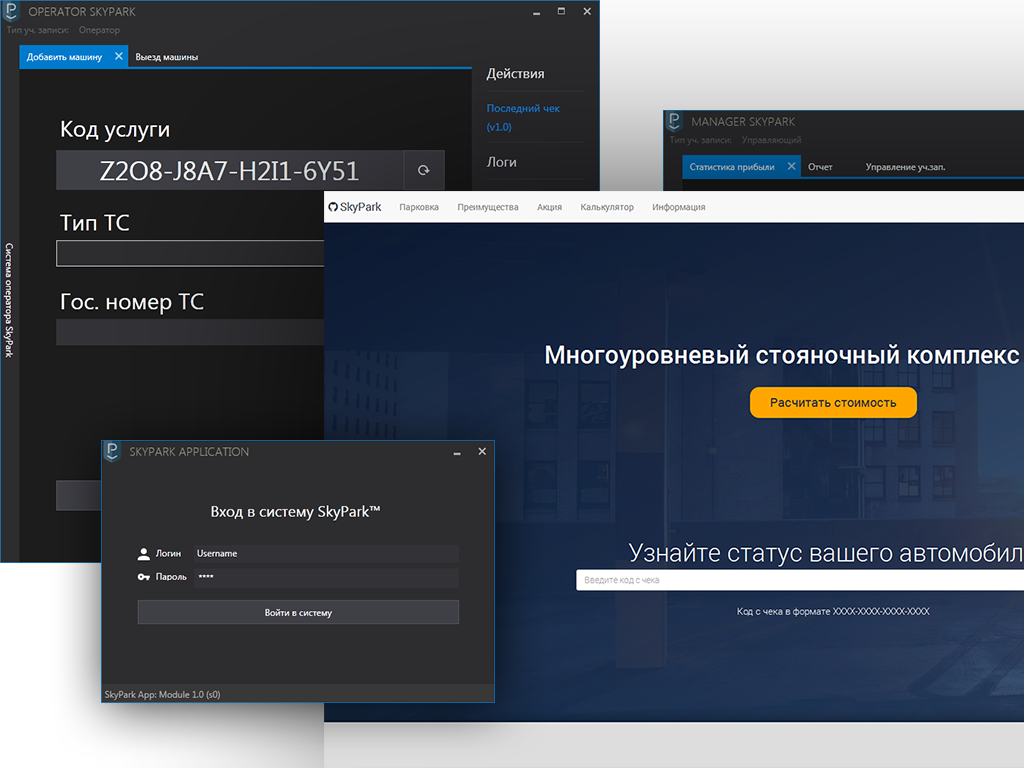 OPERATOR SKYPARK
Тип уч. записи: Оператор
Добавить машину
Выезд машины
Код услуги
Z2O8-J8A7-H2I1-6Y51
Тип ТС
Гос. номер ТС
Система оператора SkyPark
Действия
Последний чек
(v1.0)
Логи
MANAGER SKYPARK
Тип уч. записи: Управляющий
Статистика прибыли
Отчет
Управление уч.зап.
SkyPark
Парковка
Преимущества
Акция
Калькулятор
Информация
Многоуровневый стояночный комплекс
Расчитать стоимость
Узнайте статус вашего автомобил
Введите код с чека
Код с чека в формате XXXX-XXXX-XXXX-XXXX
SKYPARK APPLICATION
Вход в систему SkyPark™
Логин Username
Пароль ****
Войти в систему
SkyPark App: Module 1.0 (s0)